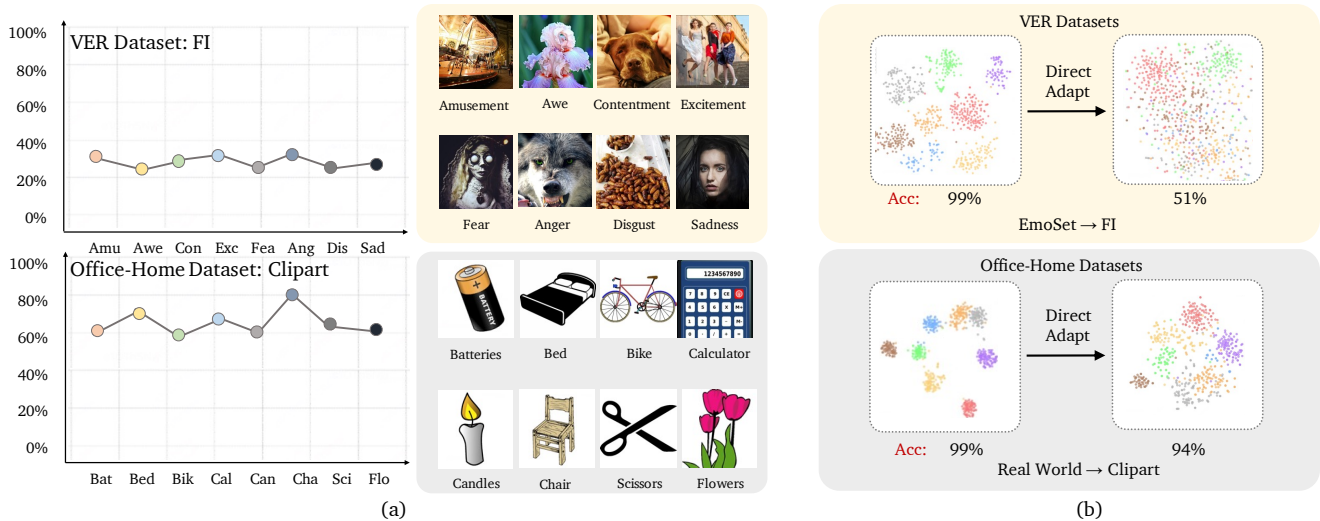 VER Dataset: FI
100%
80%
60%
40%
20%
0%
Amu Awe Con Exc Fea Ang Dis Sad
Office-Home Dataset: Clipart
100%
80%
60%
40%
20%
0%
Bat Bed Bik Cal Can Cha Sci Flo
Amusement Awe Contentment Excitement
Fear Anger Disgust Sadness
BATTERY
1234567890
Batteries Bed Bike Calculator
Candles Chair Scissors Flowers
(a)
VER Datasets
Direct
Adapt
Acc: 99% 51%
EmoSet → FI
Office-Home Datasets
Direct
Adapt
Acc: 99% 94%
Real World → Clipart
(b)